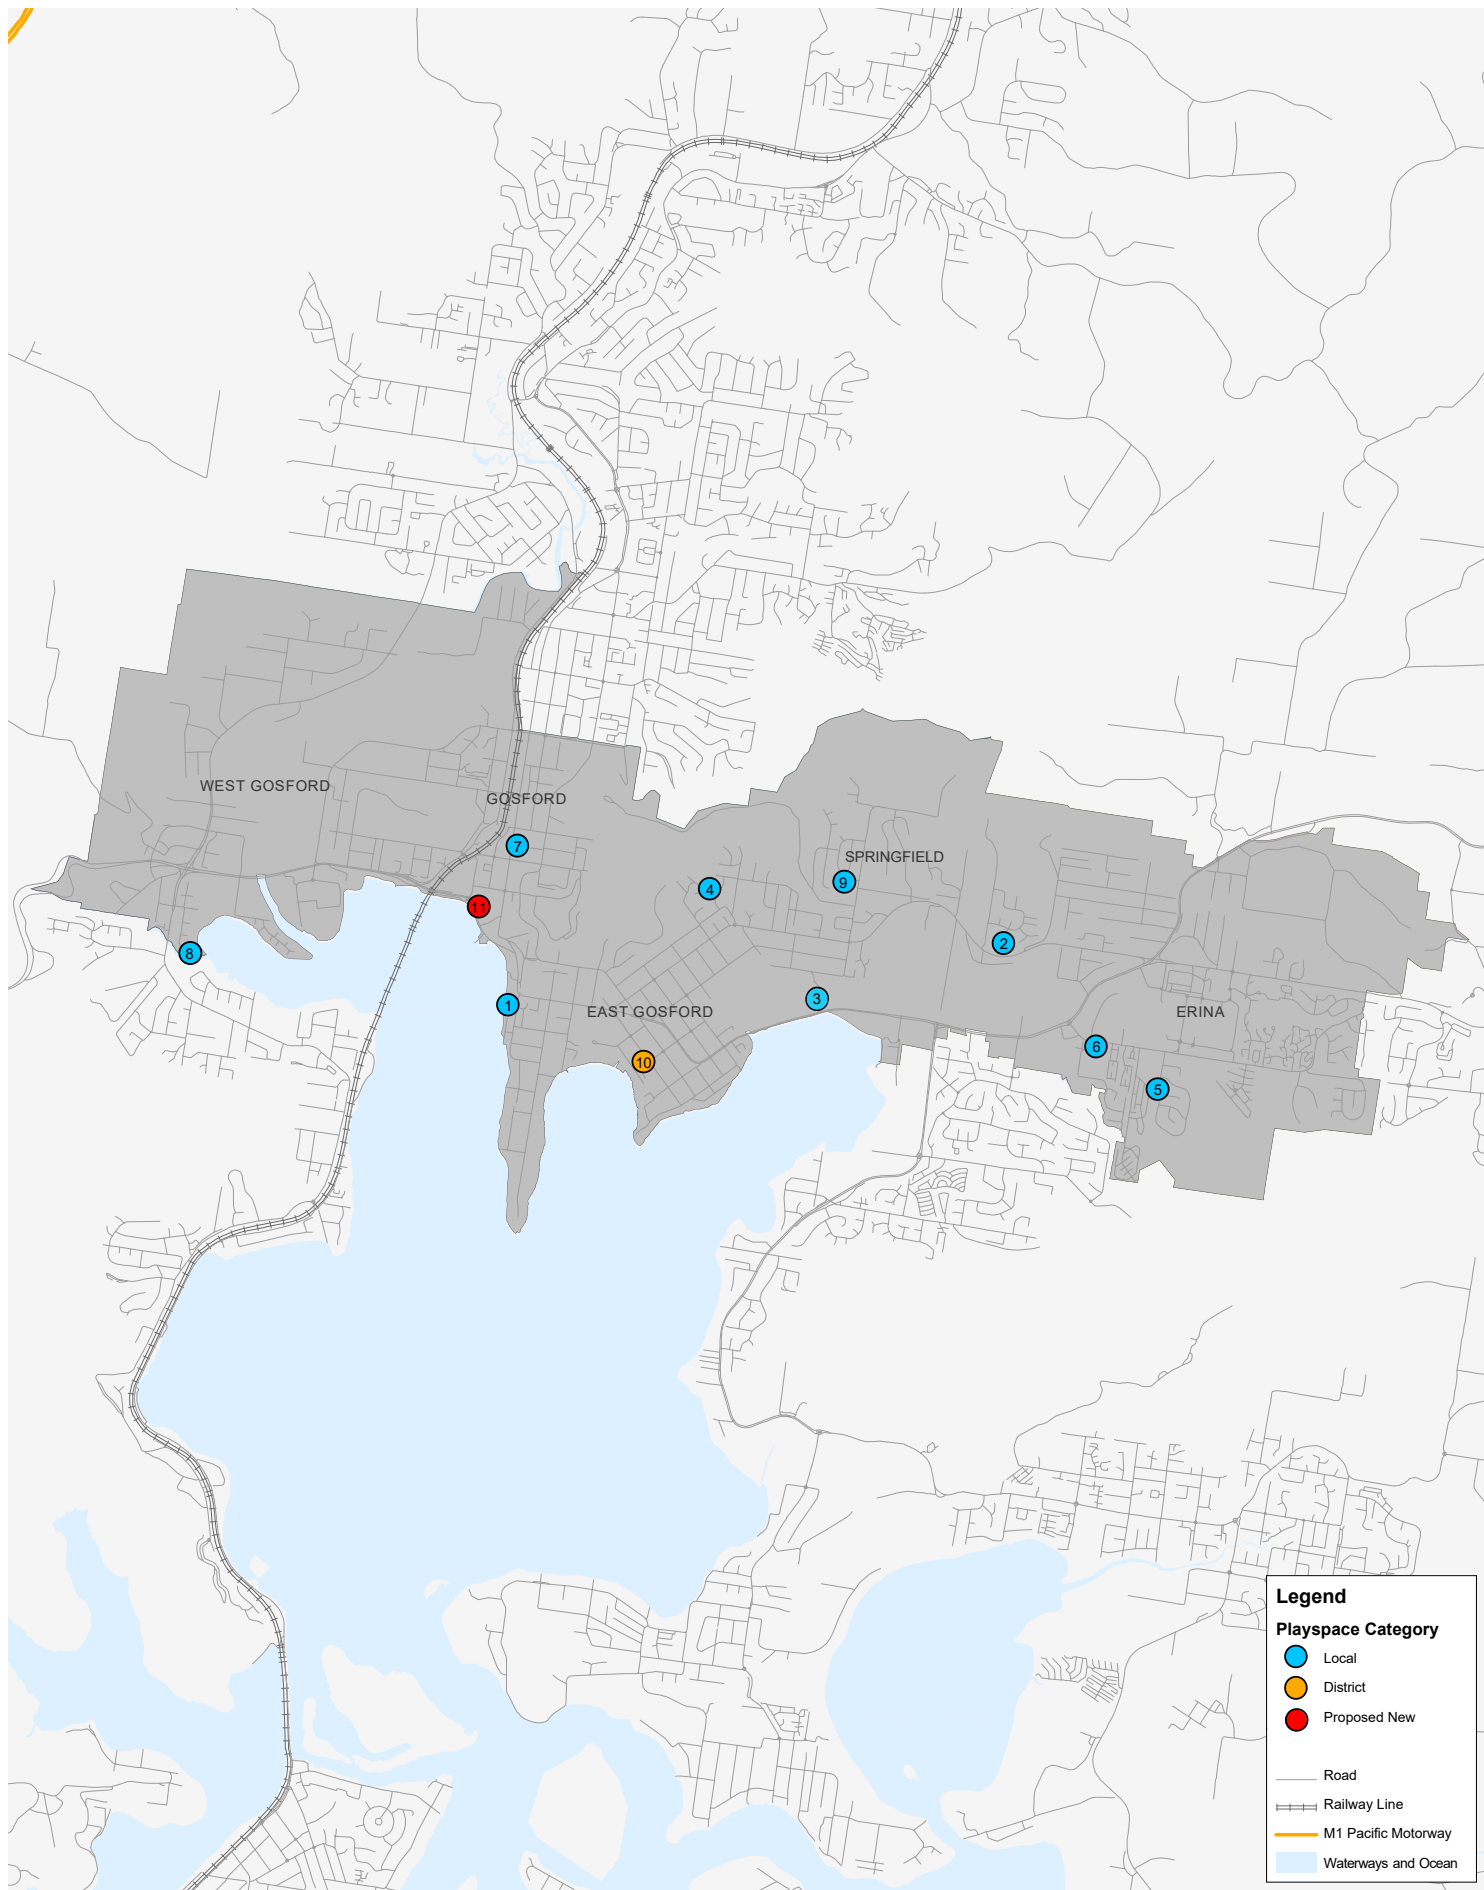 WEST GOSFORD
GOSFORD
7
SPRINGFIELD
4
9
11
2
8
1
3
EAST GOSFORD
ERINA
6
10
5
Legend
Playspace Category
Local
District
Proposed New
Road
Railway Line
M1 Pacific Motorway
Waterways and Ocean